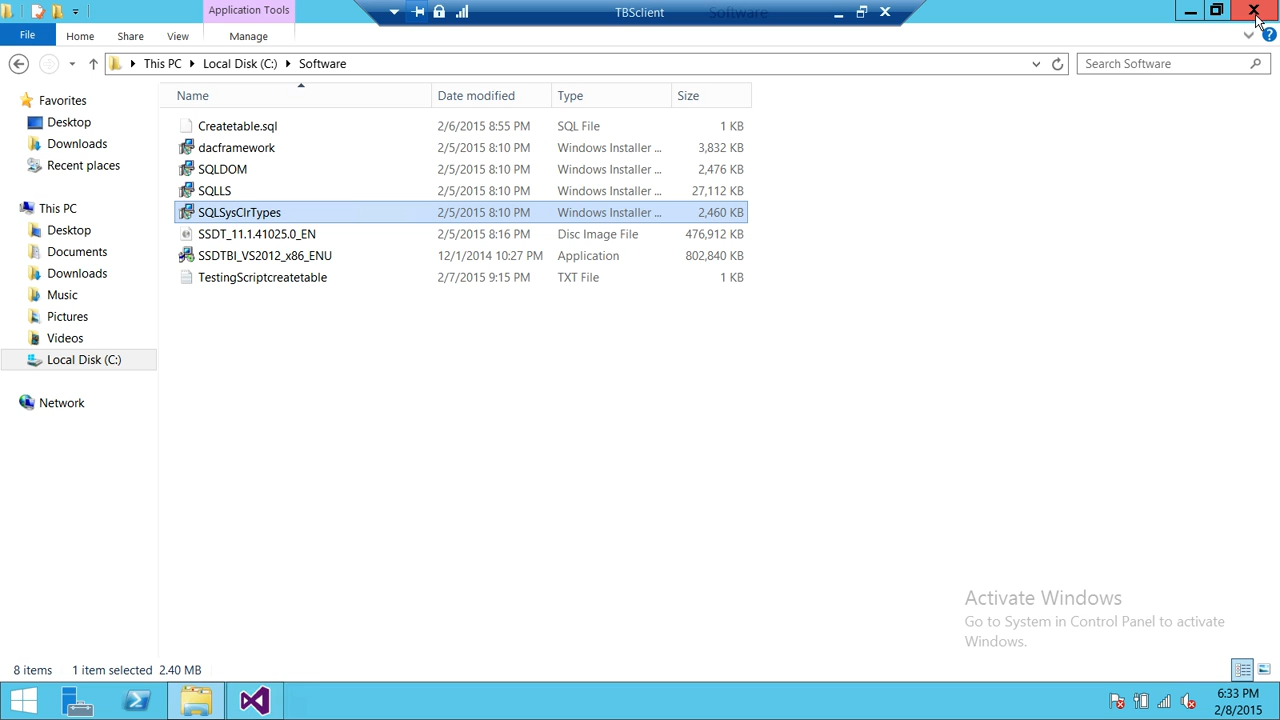 Application Tools
TBSclient
Software
File
Home
Share
View
Manage
This PC
Local Disk (C:)
Software
Search Software
Favorites
Desktop
Downloads
Recent places
This PC
Desktop
Documents
Downloads
Music
Pictures
Videos
Local Disk (C:)
Network
Name Date modified Type Size
Createtable.sql 2/6/2015 8:55 PM SQL File 1 KB
dacframework 2/5/2015 8:10 PM Windows Installer ... 3,832 KB
SQLDOM 2/5/2015 8:10 PM Windows Installer ... 2,476 KB
SQLLS 2/5/2015 8:10 PM Windows Installer ... 27,112 KB
SQLSysClrTypes 2/5/2015 8:10 PM Windows Installer ... 2,460 KB
SSDT_11.1.41025.0_EN 2/5/2015 8:16 PM Disc Image File 476,912 KB
SSDTBI_VS2012_x86_ENU 12/1/2014 10:27 PM Application 802,840 KB
TestingScriptcreatetable 2/7/2015 9:15 PM TXT File 1 KB
Activate Windows
Go to System in Control Panel to activate
Windows.
8 items 1 item selected 2.40 MB
6:33 PM
2/8/2015